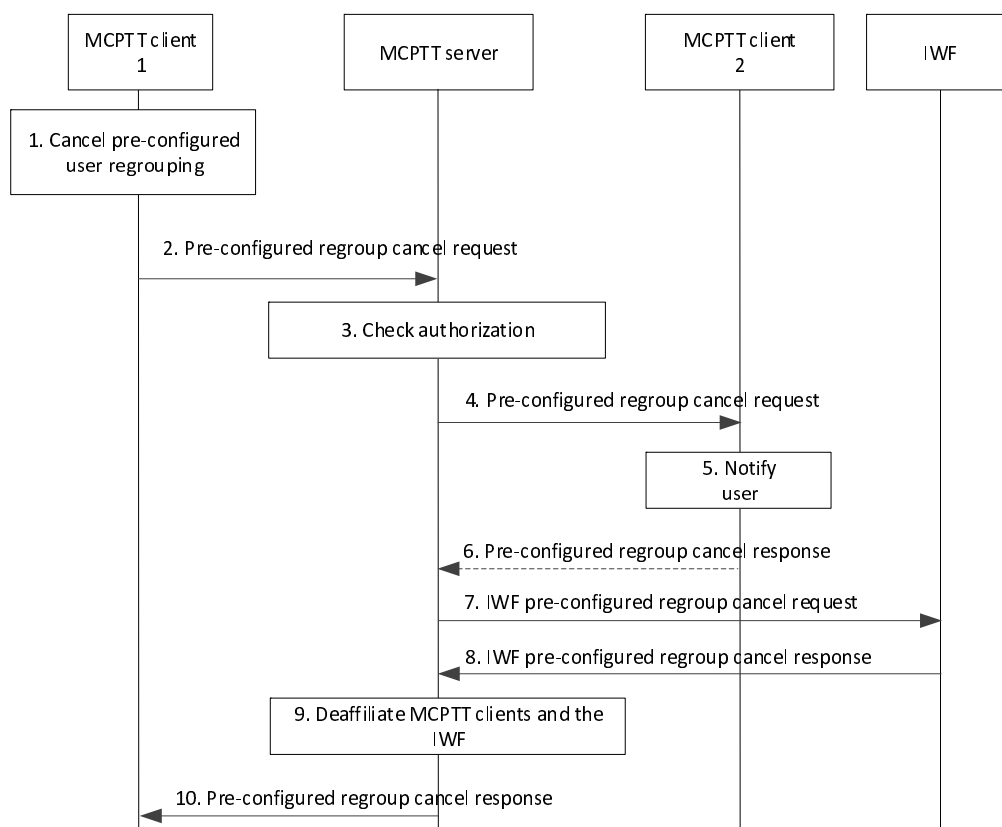 MCPTT client
1
MCPTT server
MCPTT client
2
IWF
1. Cancel pre-configured
user regrouping
2. Pre-configured regroup cancel request
3. Check authorization
4. Pre-configured regroup cancel request
5. Notify
user
6. Pre-configured regroup cancel response
7. IWF pre-configured regroup cancel request
8. IWF pre-configured regroup cancel response
9. Deaffiliate MCPTT clients and the
IWF
10. Pre-configured regroup cancel response